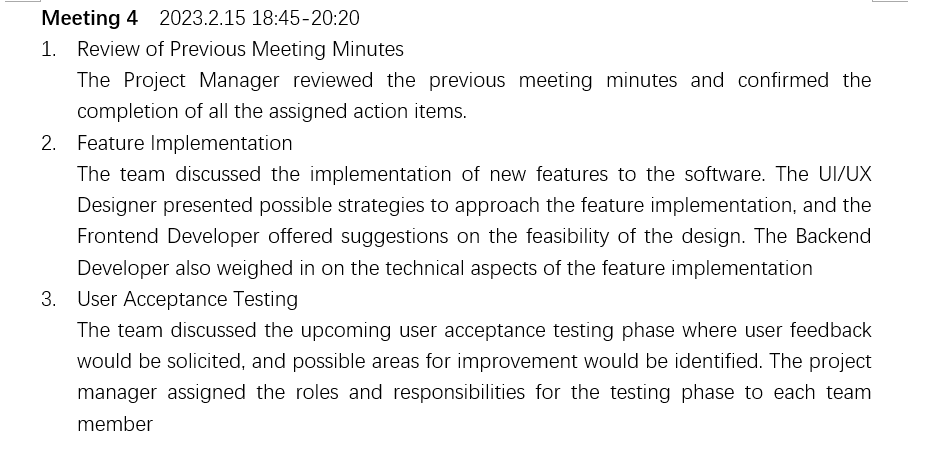 Meeting 4 2023.2.15 18:45-20:20
1. Review of Previous Meeting Minutes
The Project Manager reviewed the previous meeting minutes and confirmed the
completion of all the assigned action items.
2. Feature Implementation
The team discussed the implementation of new features to the software. The UI/UX
Designer presented possible strategies to approach the feature implementation, and the
Frontend Developer offered suggestions on the feasibility of the design. The Backend
Developer also weighed in on the technical aspects of the feature implementation
3. User Acceptance Testing
The team discussed the upcoming user acceptance testing phase where user feedback
would be solicited, and possible areas for improvement would be identified. The project
manager assigned the roles and responsibilities for the testing phase to each team
member